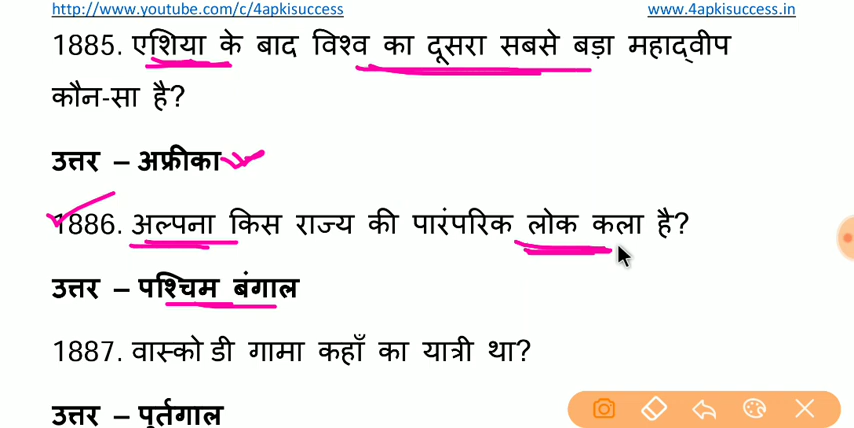 http://www.youtube.com/c/4apkisuccess www.4apkisuccess.in
1885. एशिया के बाद विश्व का दूसरा सबसे बड़ा महाद्वीप
कौन-सा है?
उत्तर – अफ्रीका
1886. अल्पना किस राज्य की पारंपरिक लोक कला है?
उत्तर – पश्चिम बंगाल
1887. वास्को डी गामा कहाँ का यात्री था?
उत्तर – पुर्तगाल